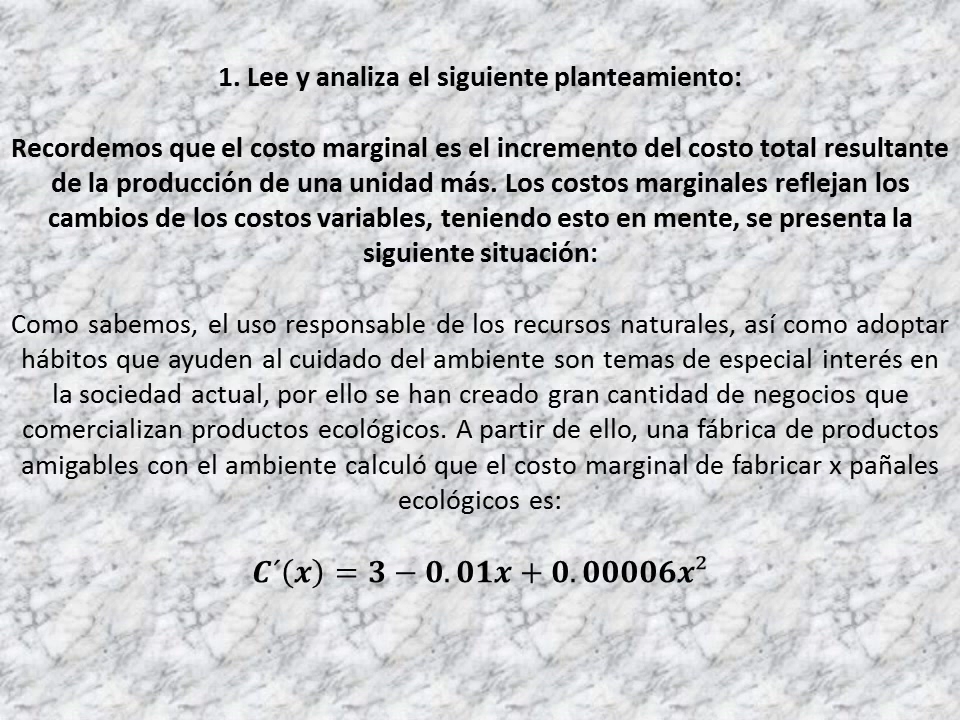 1. Lee y analiza el siguiente planteamiento:
Recordemos que el costo marginal es el incremento del costo total resultante
de la producción de una unidad más. Los costos marginales reflejan los
cambios de los costos variables, teniendo esto en mente, se presenta la
siguiente situación:
Como sabemos, el uso responsable de los recursos naturales, así como adoptar
hábitos que ayuden al cuidado del ambiente son temas de especial interés en
la sociedad actual, por ello se han creado gran cantidad de negocios que
comercializan productos ecológicos. A partir de ello, una fábrica de productos
amigables con el ambiente calculó que el costo marginal de fabricar x pañales
ecológicos es:
C´(x) = 3 − 0.01x + 0.00006x²